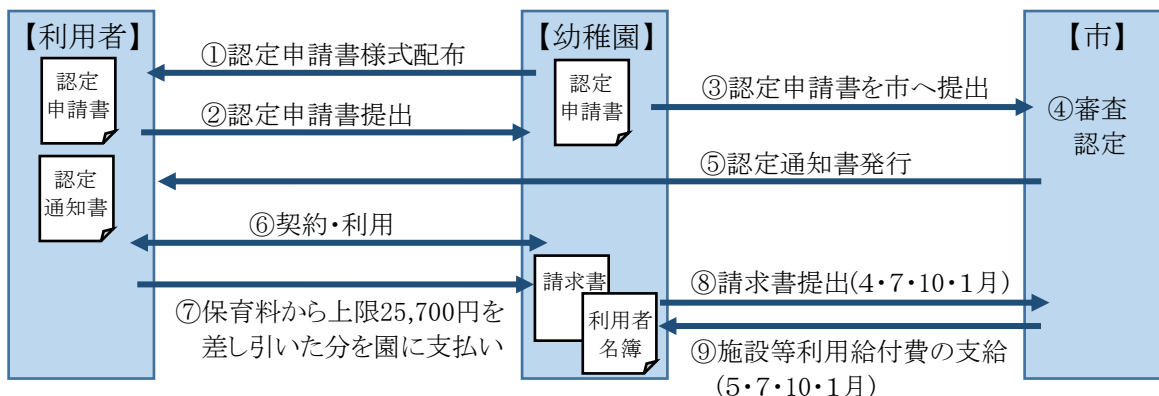 【利用者】
【幼稚園】
【市】
①認定申請書様式配布
認定
申請書
認定
申請書
③認定申請書を市へ提出
②認定申請書提出
④審査
認定
⑤認定通知書発行
認定
通知書
⑥契約・利用
請求書
⑧請求書提出(4・7・10・1月)
⑦保育料から上限25,700円を
差し引いた分を園に支払い
利用者
名簿
⑨施設等利用給付費の支給
(5・7・10・1月)